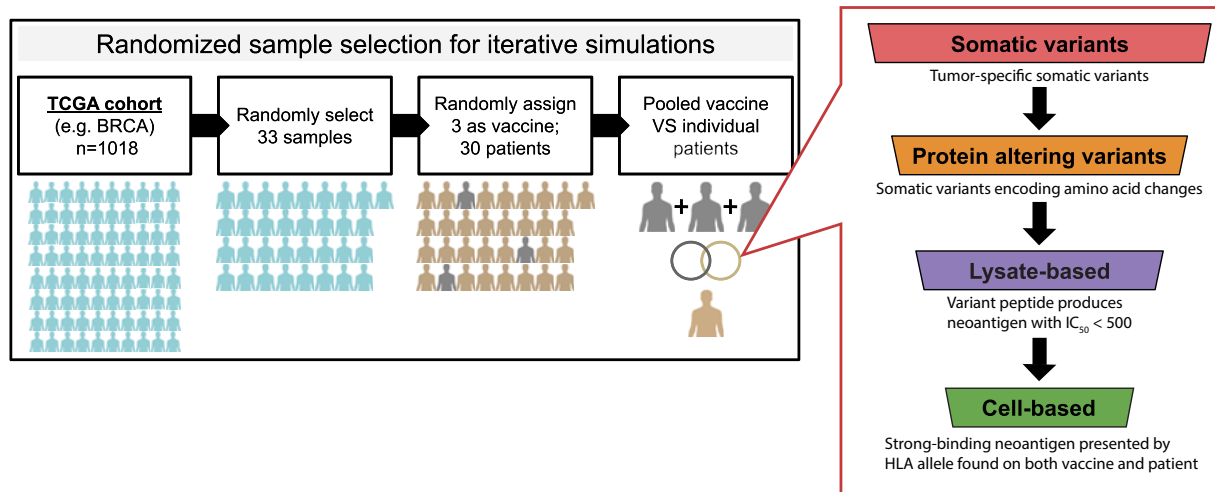 Randomized sample selection for iterative simulations
TCGA cohort
(e.g. BRCA)
n=1018
Randomly select
33 samples
Randomly assign
3 as vaccine;
30 patients
Pooled vaccine
VS individual
patients
+ +
Somatic variants
Tumor-specific somatic variants
Protein altering variants
Somatic variants encoding amino acid changes
Lysate-based
Variant peptide produces
neoantigen with IC50 < 500
Cell-based
Strong-binding neoantigen presented by
HLA allele found on both vaccine and patient